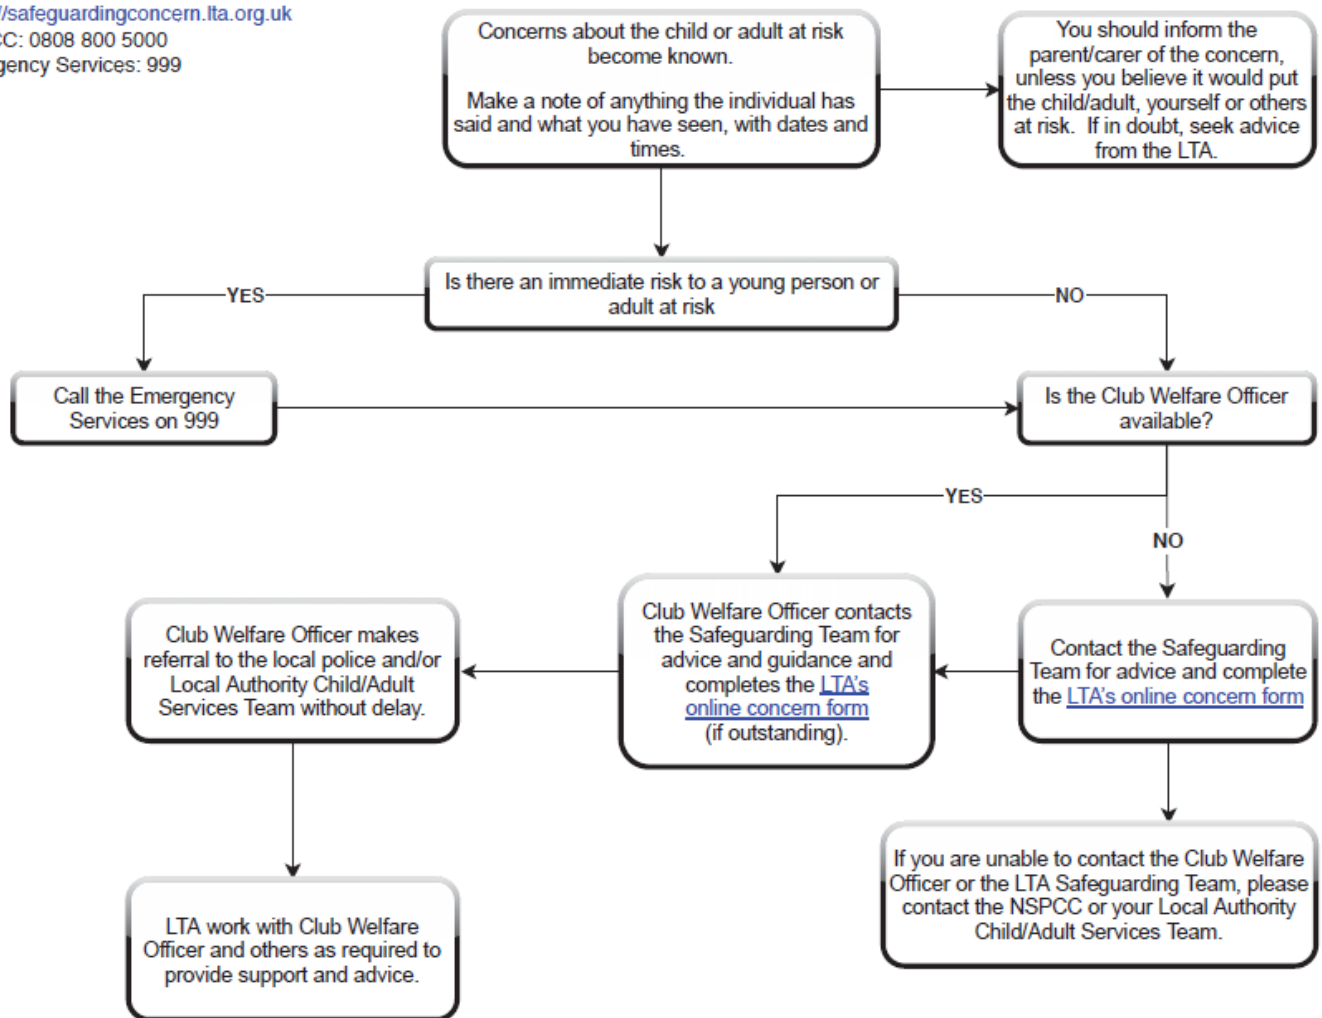 //safeguardingconcern.lta.org.uk
CC: 0808 800 5000
gency Services: 999
Concerns about the child or adult at risk
become known.
Make a note of anything the individual has
said and what you have seen, with dates and
times.
You should inform the
parent/carer of the concern,
unless you believe it would put
the child/adult, yourself or others
at risk. If in doubt, seek advice
from the LTA.
Is there an immediate risk to a young person or
adult at risk
YES
NO
Call the Emergency
Services on 999
Is the Club Welfare Officer
available?
YES
NO
Club Welfare Officer makes
referral to the local police and/or
Local Authority Child/Adult
Services Team without delay.
Club Welfare Officer contacts
the Safeguarding Team for
advice and guidance and
completes the LTA's
online concern form
(if outstanding).
Contact the Safeguarding
Team for advice and complete
the LTA's online concern form
If you are unable to contact the Club Welfare
Officer or the LTA Safeguarding Team, please
contact the NSPCC or your Local Authority
Child/Adult Services Team.
LTA work with Club Welfare
Officer and others as required to
provide support and advice.